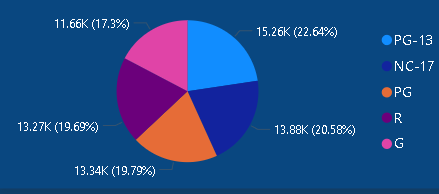 11.66K (17.3%)
15.26K (22.64%)
13.27K (19.69%)
13.88K (20.58%)
13.34K (19.79%)
PG-13
NC-17
PG
R
G